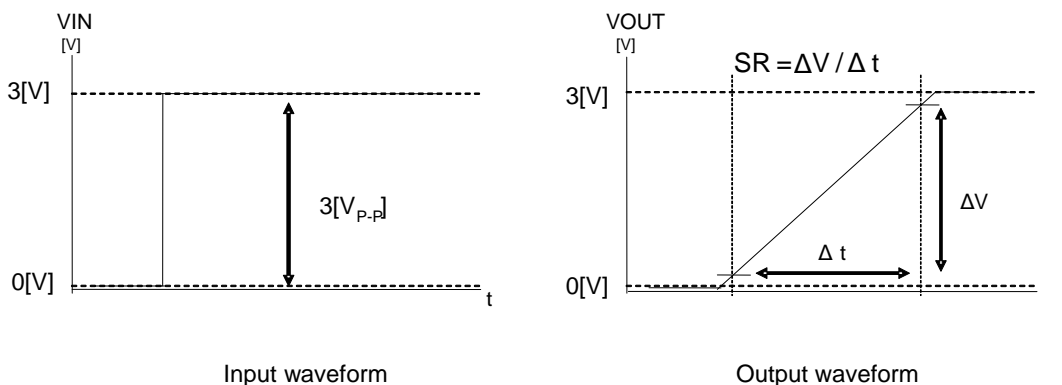 VIN
[V]
3[V]
3[VP-P]
0[V]
t
Input waveform
VOUT
[V]
SR = ΔV / Δ t
3[V]
ΔV
Δ t
0[V]
Output waveform